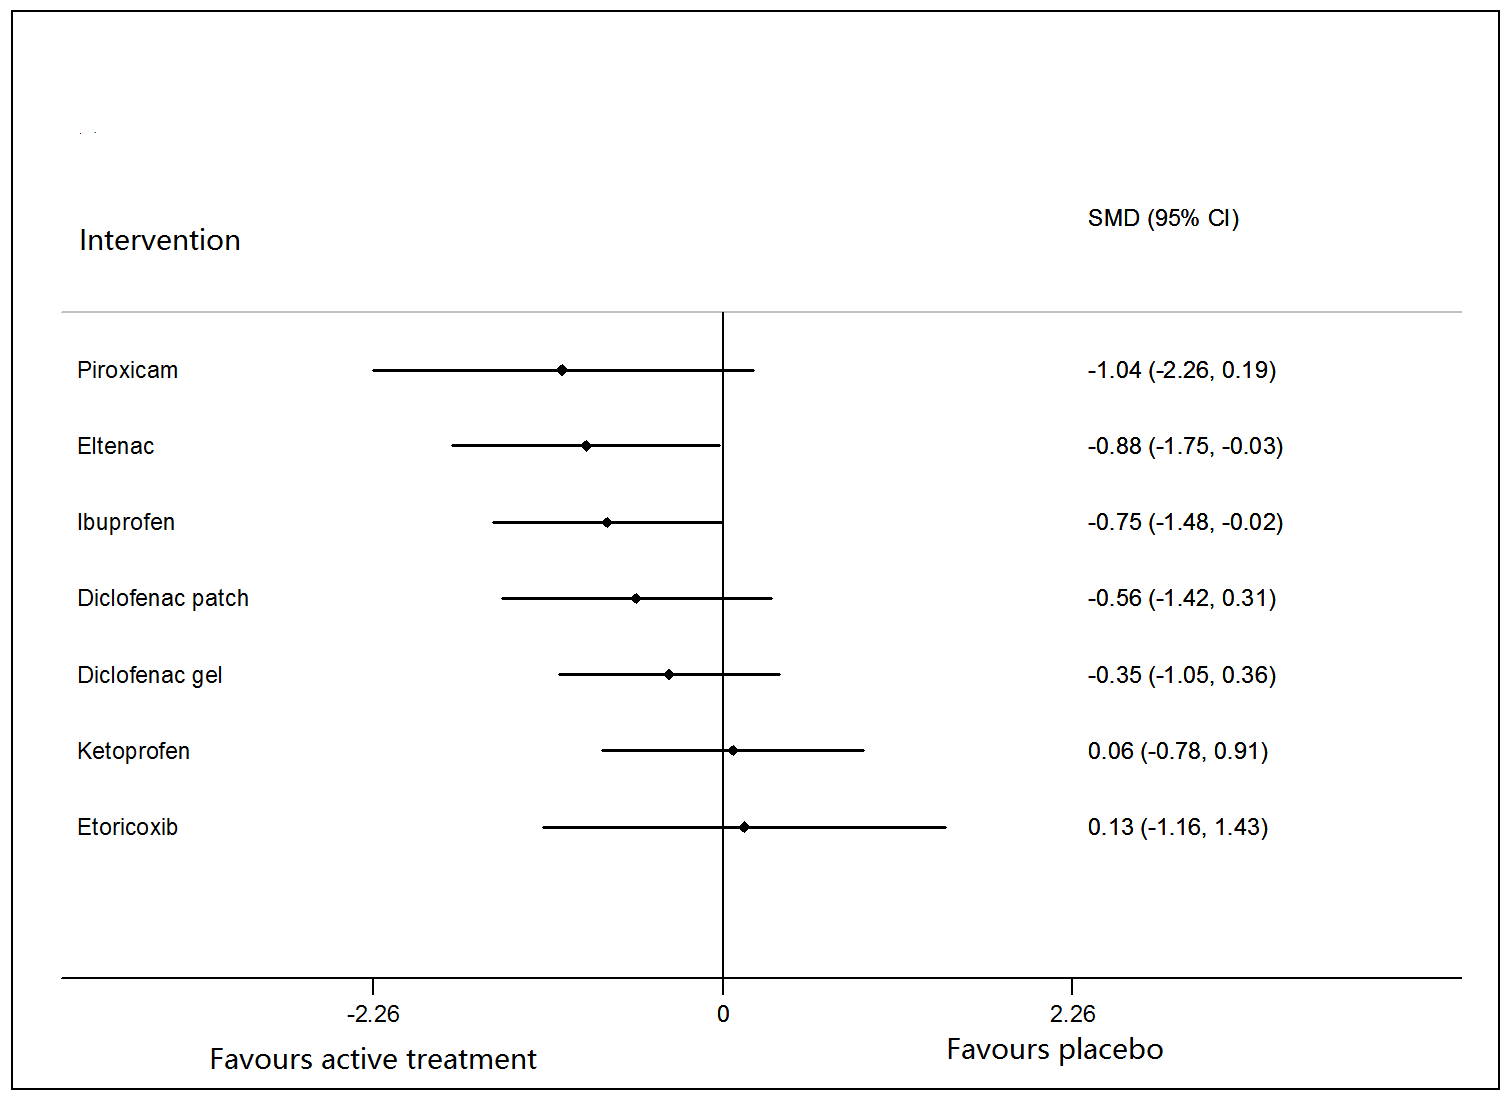 SMD (95% CI)
Intervention
Piroxicam -1.04 (-2.26, 0.19)
Eltenac -0.88 (-1.75, -0.03)
Ibuprofen -0.75 (-1.48, -0.02)
Diclofenac patch -0.56 (-1.42, 0.31)
Diclofenac gel -0.35 (-1.05, 0.36)
Ketoprofen 0.06 (-0.78, 0.91)
Etoricoxib 0.13 (-1.16, 1.43)
-2.26 0 2.26
Favours active treatment Favours placebo